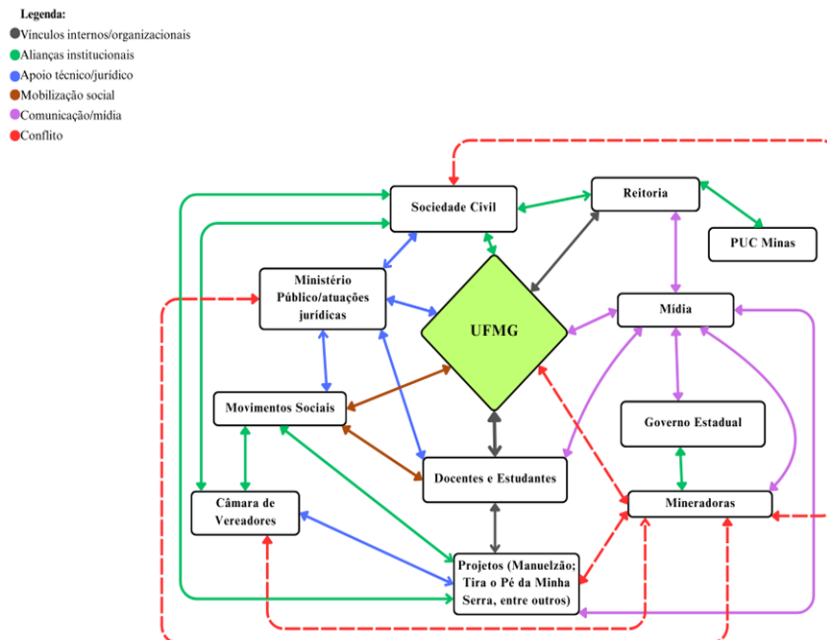 Legenda:
Vínculos internos/organizacionais
Alianças institucionais
Apoio técnico/jurídico
Mobilização social
Comunicação/mídia
Conflito
Sociedade Civil
Reitoria
PUC Minas
Ministério
Público/atuações
jurídicas
UFMG
Mídia
Movimentos Sociais
Governo Estadual
Docentes e Estudantes
Câmara de
Vereadores
Mineradoras
Projetos (Manuelzão;
Tira o Pé da Minha
Serra, entre outros)